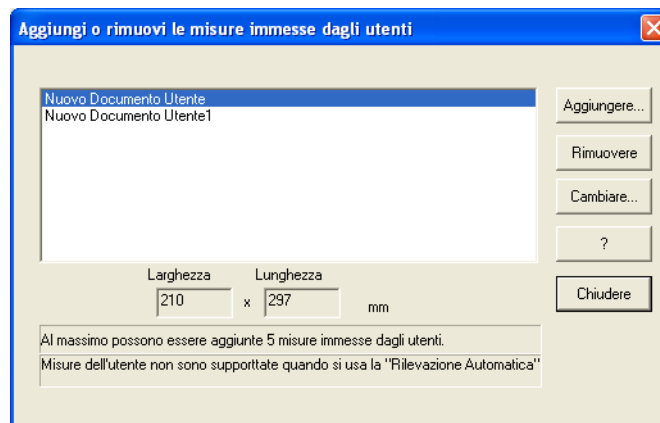 Aggiungi o rimuovi le misure immesse dagli utenti
Nuovo Documento Utente
Nuovo Documento Utente1
Aggiungere...
Rimuovere
Cambiare...
?
Chiudere
Larghezza Lunghezza
210 x 297 mm
Al massimo possono essere aggiunte 5 misure immesse dagli utenti.
Misure dell'utente non sono supporttate quando si usa la "Rilevazione Automatica"